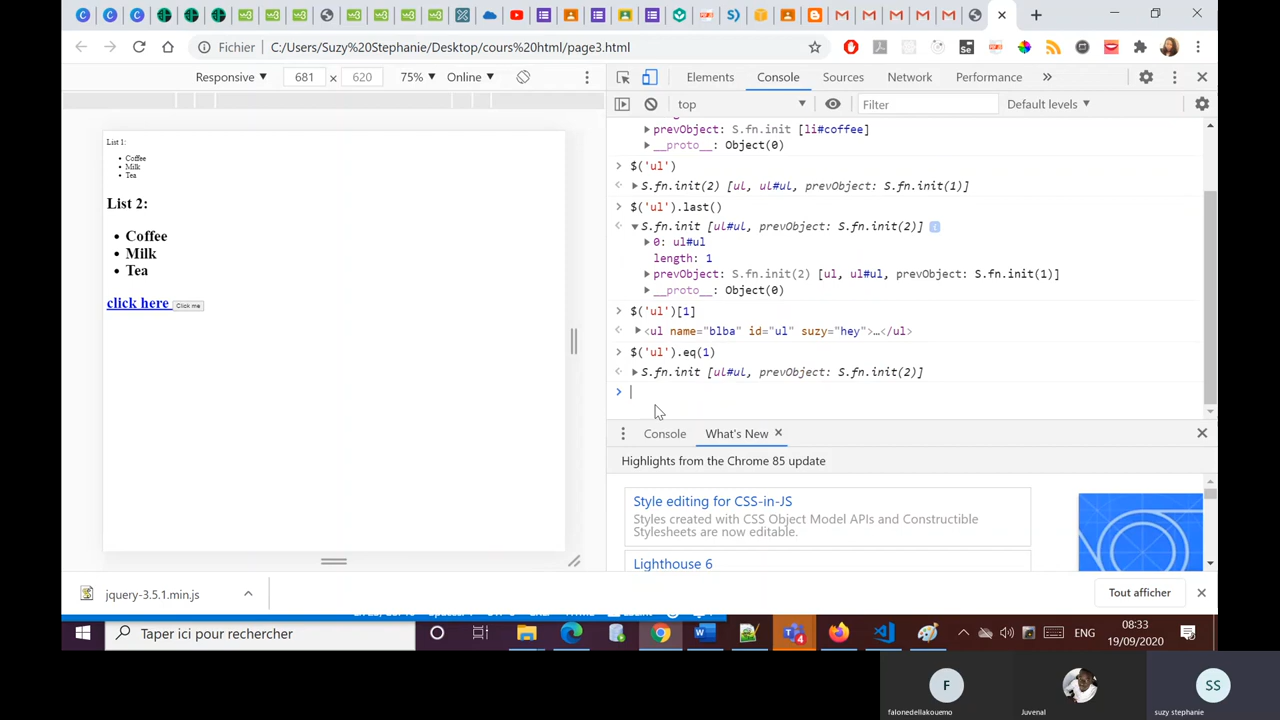 Fichier C:/Users/Suzy%20Stephanie/Desktop/cours%20html/page3.html
Responsive 681 × 620 75% Online
Elements Console Sources Network Performance
top Filter Default levels
List 1:
Coffee
Milk
Tea
List 2:
Coffee
Milk
Tea
click here Click me
prevObject: S.fn.init [li#coffee]
__proto__: Object(0)
$('ul')
S.fn.init(2) [ul, ul#ul, prevObject: S.fn.init(1)]
$('ul').last()
S.fn.init [ul#ul, prevObject: S.fn.init(2)]
0: ul#ul
length: 1
prevObject: S.fn.init(2) [ul, ul#ul, prevObject: S.fn.init(1)]
__proto__: Object(0)
$('ul')[1]
<ul name="blba" id="ul" suzy="hey">…</ul>
$('ul').eq(1)
S.fn.init [ul#ul, prevObject: S.fn.init(2)]
Console What's New
Highlights from the Chrome 85 update
Style editing for CSS-in-JS
Styles created with CSS Object Model APIs and Constructible
Stylesheets are now editable.
Lighthouse 6
jquery-3.5.1.min.js Tout afficher
Taper ici pour rechercher
ENG
08:33
19/09/2020
F
SS
falonedellakouemo
Juvenal
suzy stephanie